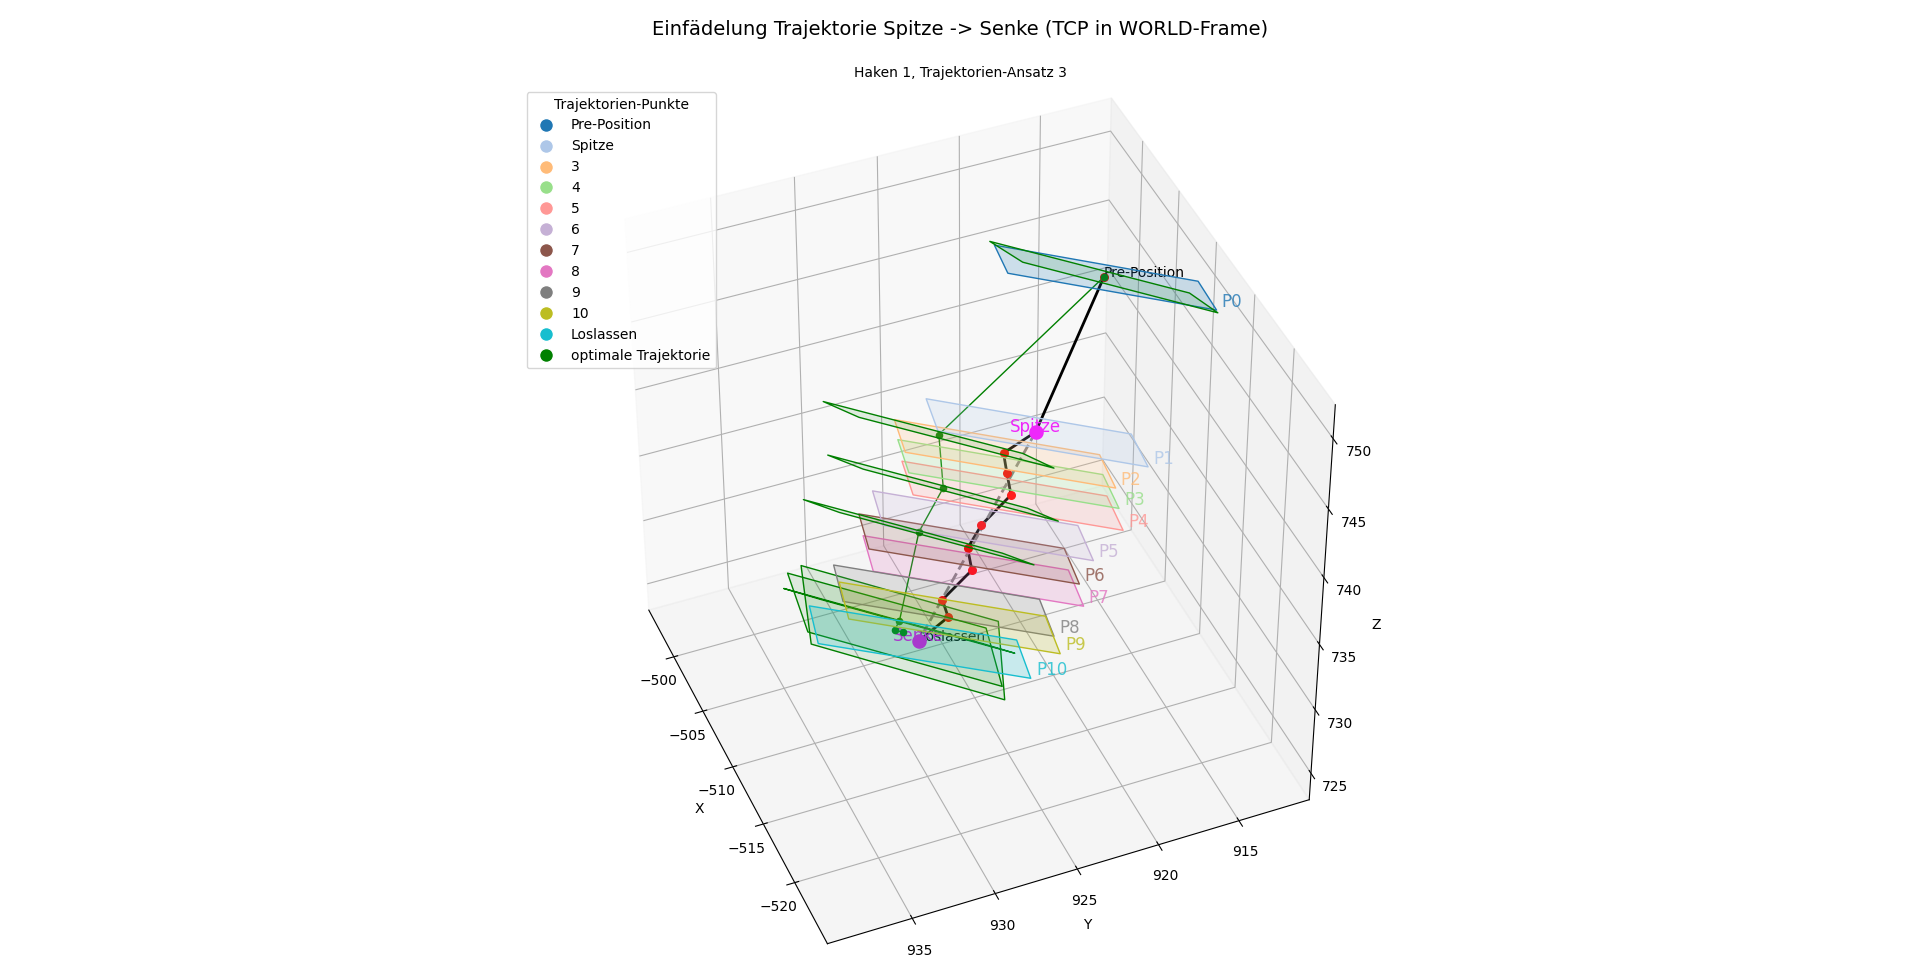 Einfädelung Trajektorie Spitze -> Senke (TCP in WORLD-Frame)
Haken 1, Trajektorien-Ansatz 3
Trajektorien-Punkte
Pre-Position
Spitze
3
4
5
6
7
8
9
10
Loslassen
optimale Trajektorie
Pre-Position
P0
Spitze
P1
P2
P3
P4
P5
P6
P7
P8
P9
Senke
Loslassen
P10
−500
−505
−510
−515
−520
X
935
930
925
920
915
Y
750
745
740
735
730
725
Z